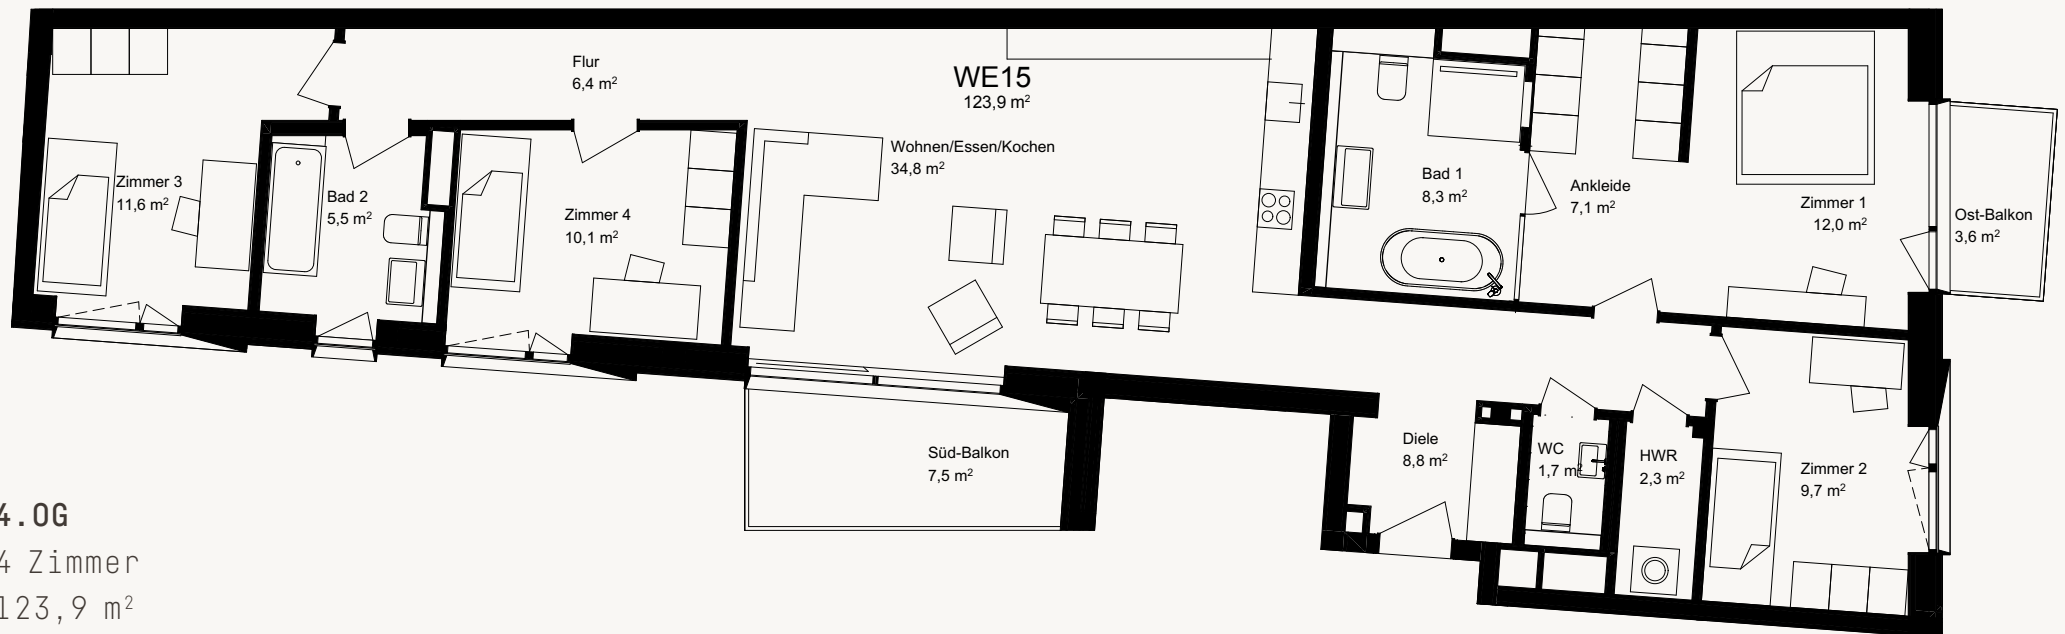 Flur
6,4 m²
WE15
123,9 m²
Wohnen/Essen/Kochen
34,8 m²
Zimmer 3
11,6 m²
Bad 2
5,5 m²
Zimmer 4
10,1 m²
Bad 1
8,3 m²
Ankleide
7,1 m²
Zimmer 1
12,0 m²
Ost-Balkon
3,6 m²
Süd-Balkon
7,5 m²
Diele
8,8 m²
WC
1,7 m²
HWR
2,3 m²
Zimmer 2
9,7 m²
4.OG
4 Zimmer
123,9 m²